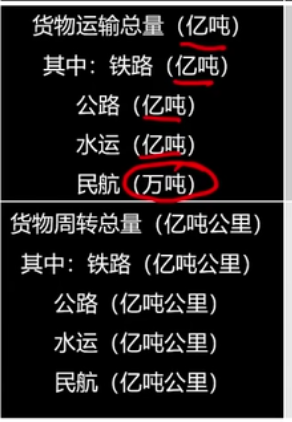 货物运输总量（亿吨）
其中：铁路（亿吨）
公路（亿吨）
水运（亿吨）
民航（万吨）
货物周转总量（亿吨公里）
其中：铁路（亿吨公里）
公路（亿吨公里）
水运（亿吨公里）
民航（亿吨公里）